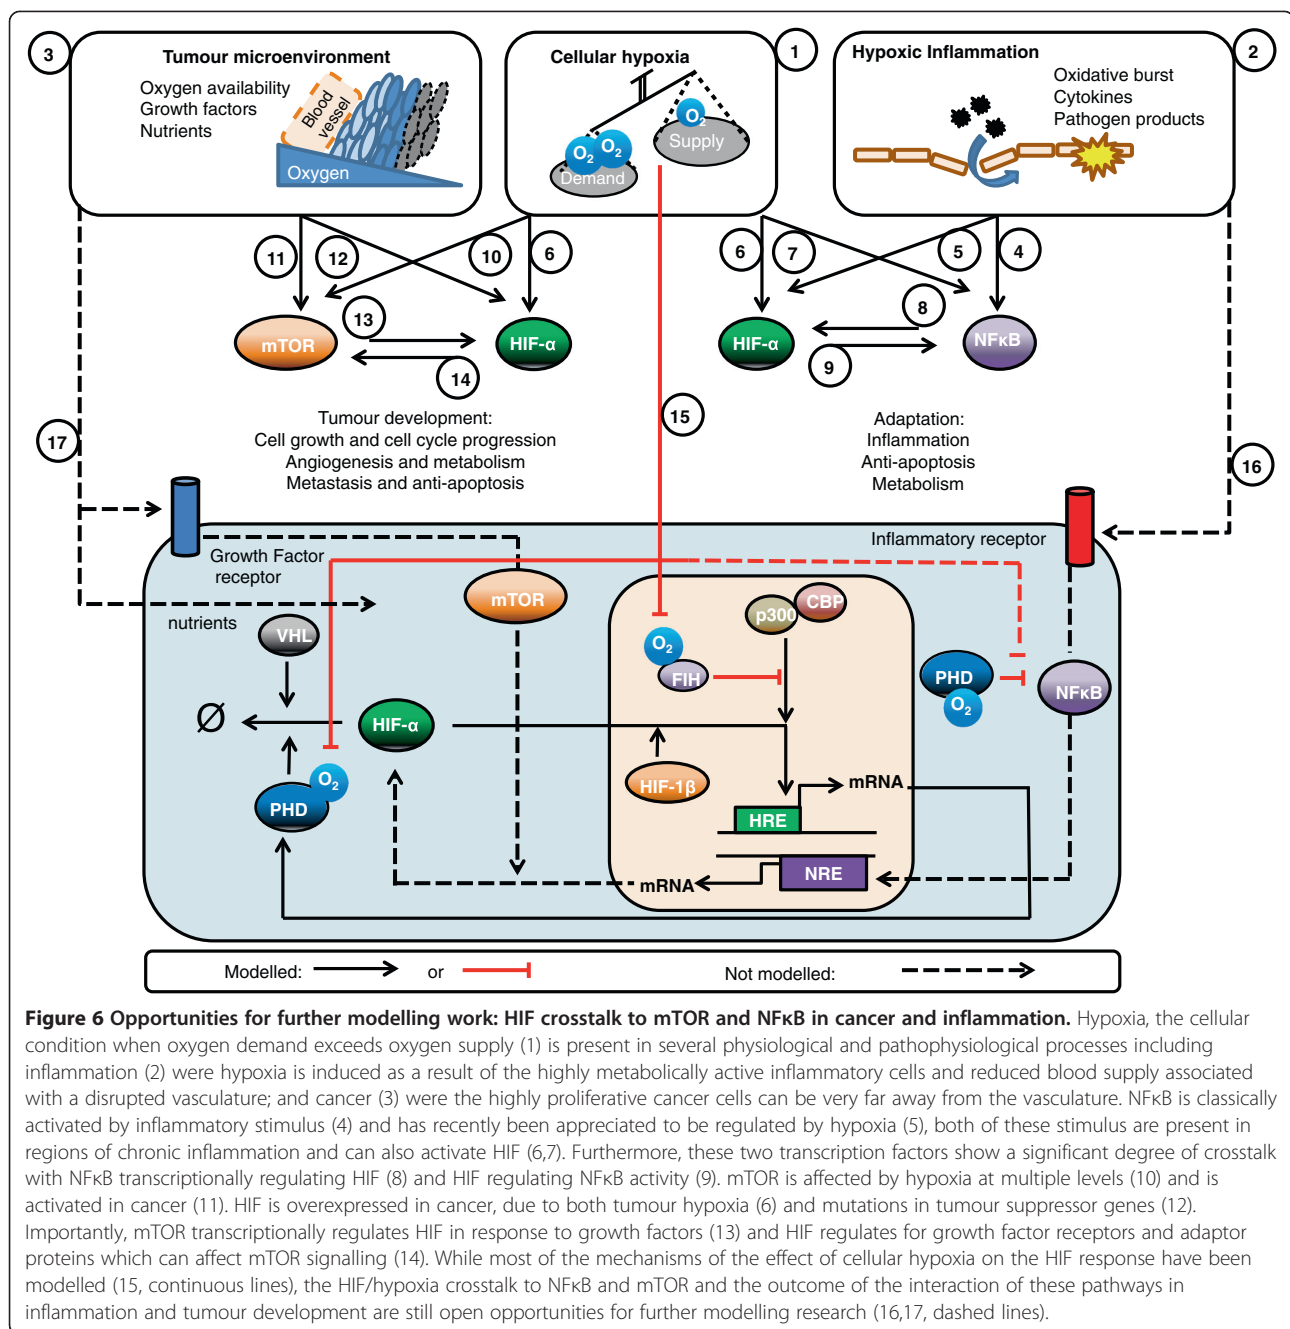 3
Tumour microenvironment
Oxygen availability
Growth factors
Nutrients
Blood
vessel
Oxygen
Cellular hypoxia
1
O2
Supply
O2 O2
Demand
Hypoxic Inflammation
2
Oxidative burst
Cytokines
Pathogen products
11
12
10
6
6
7
5
4
13
8
mTOR
HIF-α
HIF-α
NFκB
14
9
15
17
16
Tumour development:
Cell growth and cell cycle progression
Angiogenesis and metabolism
Metastasis and anti-apoptosis
Adaptation:
Inflammation
Anti-apoptosis
Metabolism
Growth Factor
receptor
Inflammatory receptor
nutrients
mTOR
VHL
p300
CBP
O2
FIH
PHD
O2
NFκB
Ø
HIF-α
O2
PHD
HIF-1β
mRNA
HRE
mRNA
NRE
Modelled:
or
Not modelled:
Figure 6 Opportunities for further modelling work: HIF crosstalk to mTOR and NFκB in cancer and inflammation. Hypoxia, the cellular
condition when oxygen demand exceeds oxygen supply (1) is present in several physiological and pathophysiological processes including
inflammation (2) were hypoxia is induced as a result of the highly metabolically active inflammatory cells and reduced blood supply associated
with a disrupted vasculature; and cancer (3) were the highly proliferative cancer cells can be very far away from the vasculature. NFκB is classically
activated by inflammatory stimulus (4) and has recently been appreciated to be regulated by hypoxia (5), both of these stimulus are present in
regions of chronic inflammation and can also activate HIF (6,7). Furthermore, these two transcription factors show a significant degree of crosstalk
with NFκB transcriptionally regulating HIF (8) and HIF regulating NFκB activity (9). mTOR is affected by hypoxia at multiple levels (10) and is
activated in cancer (11). HIF is overexpressed in cancer, due to both tumour hypoxia (6) and mutations in tumour suppressor genes (12).
Importantly, mTOR transcriptionally regulates HIF in response to growth factors (13) and HIF regulates for growth factor receptors and adaptor
proteins which can affect mTOR signalling (14). While most of the mechanisms of the effect of cellular hypoxia on the HIF response have been
modelled (15, continuous lines), the HIF/hypoxia crosstalk to NFκB and mTOR and the outcome of the interaction of these pathways in
inflammation and tumour development are still open opportunities for further modelling research (16,17, dashed lines).